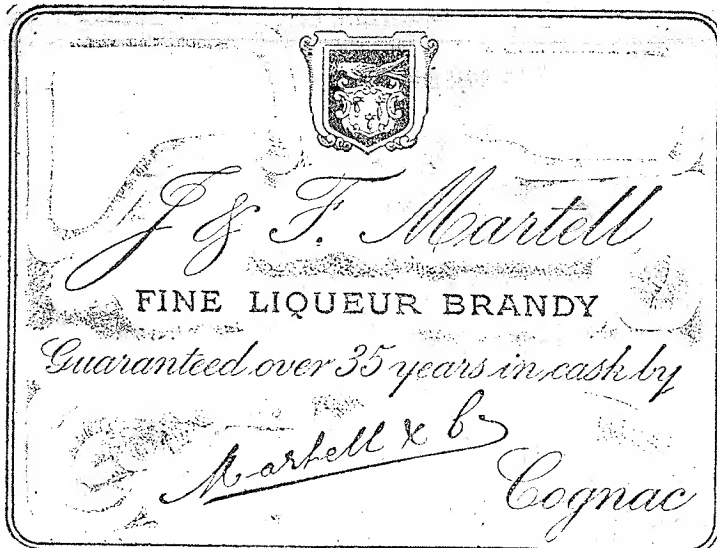 J & F. Martell
FINE LIQUEUR BRANDY
Guaranteed over 35 years in cask by
Martell & Co
Cognac